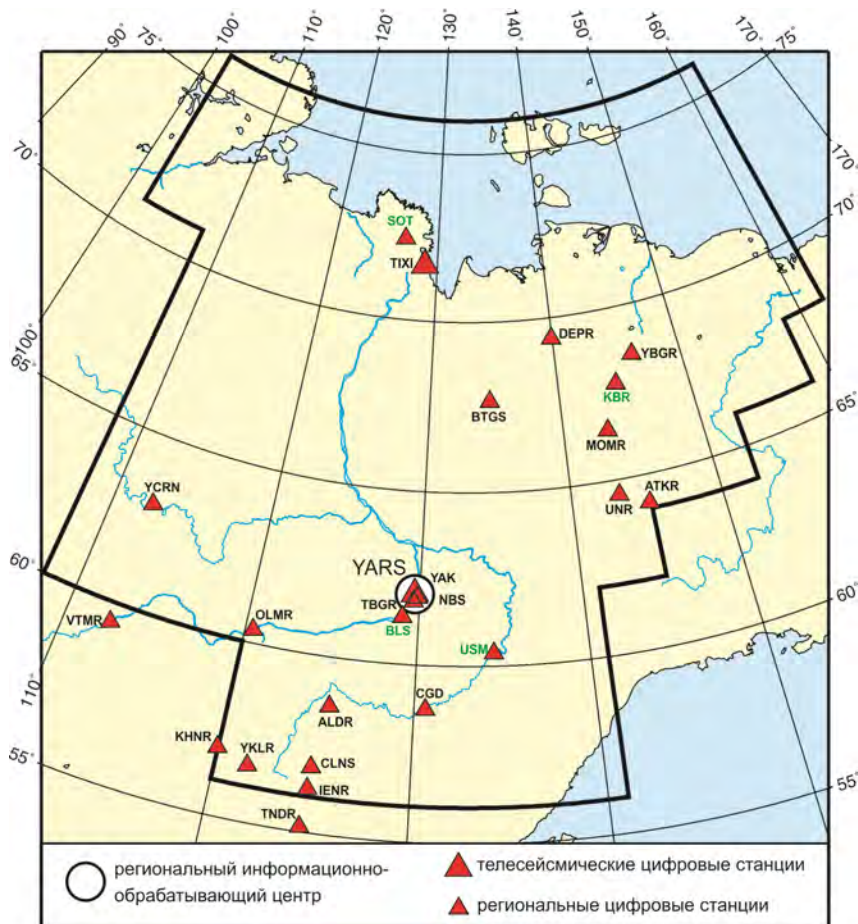 90° 75° 100° 110° 120° 130° 140° 150° 160° 170° 75°
70°
170°
70°
SOT
TIXI
100°
65°
DEPR
YBGR
KBR
BTGS
MOMR
65°
YCRN
ATKR
UNR
60°
YARS
YAK
TBGR
NBS
60°
VTMR
OLMR
BLS
USM
110°
CGD
ALDR
KHNR
YKLR
CLNS
55°
IENR
55°
TNDR
региональный информационно-
обрабатывающий центр
телесейсмические цифровые станции
региональные цифровые станции